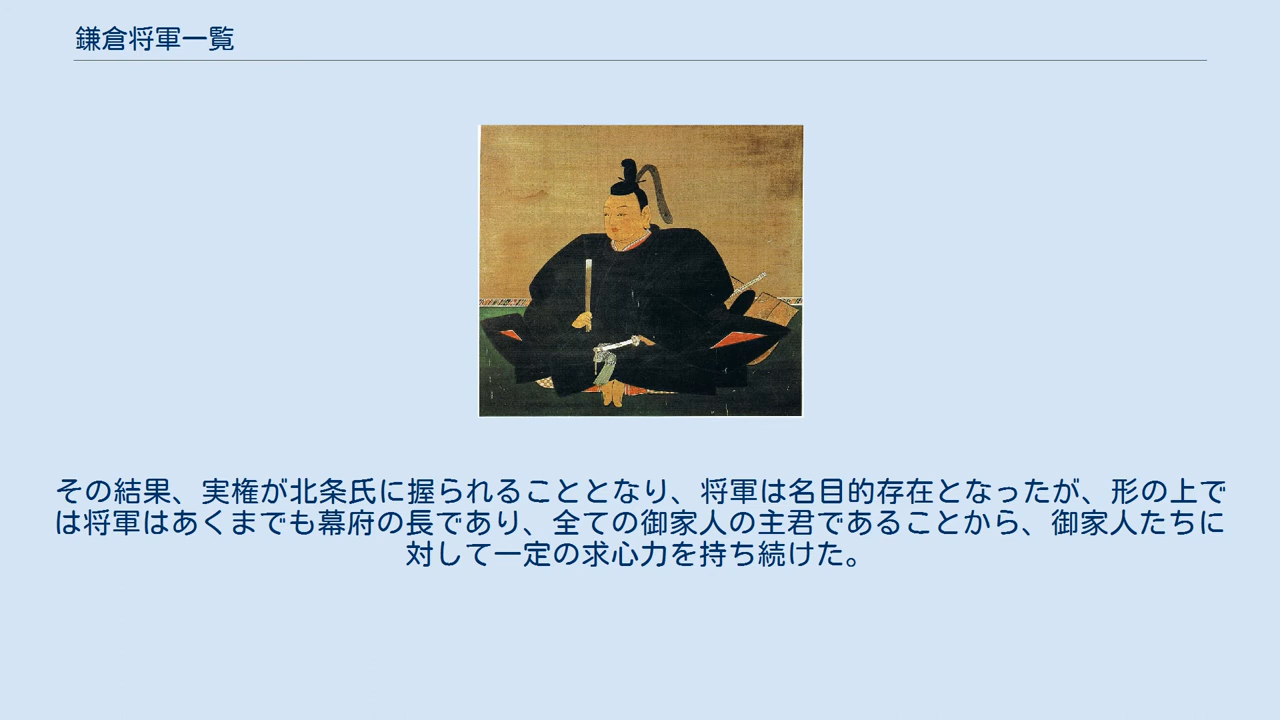 鎌倉将軍一覧
その結果、実権が北条氏に握られることとなり、将軍は名目的存在となったが、形の上で
は将軍はあくまでも幕府の長であり、全ての御家人の主君であることから、御家人たちに
対して一定の求心力を持ち続けた。